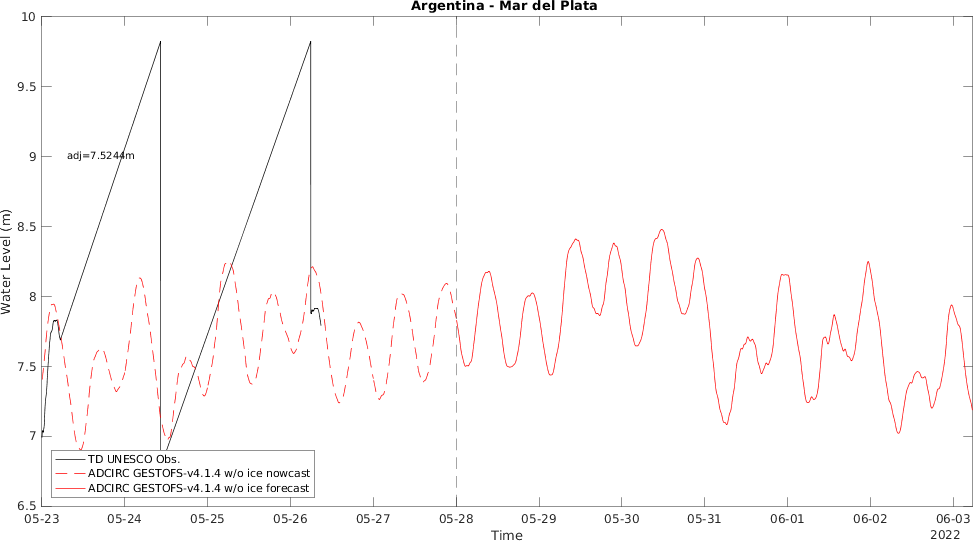 Argentina - Mar del Plata
10
9.5
9
8.5
8
7.5
7
6.5
Water Level (m)
adj=7.5244m
TD UNESCO Obs.
ADCIRC GESTOFS-v4.1.4 w/o ice nowcast
ADCIRC GESTOFS-v4.1.4 w/o ice forecast
05-23 05-24 05-25 05-26 05-27 05-28 05-29 05-30 05-31 06-01 06-02 06-03
Time
2022